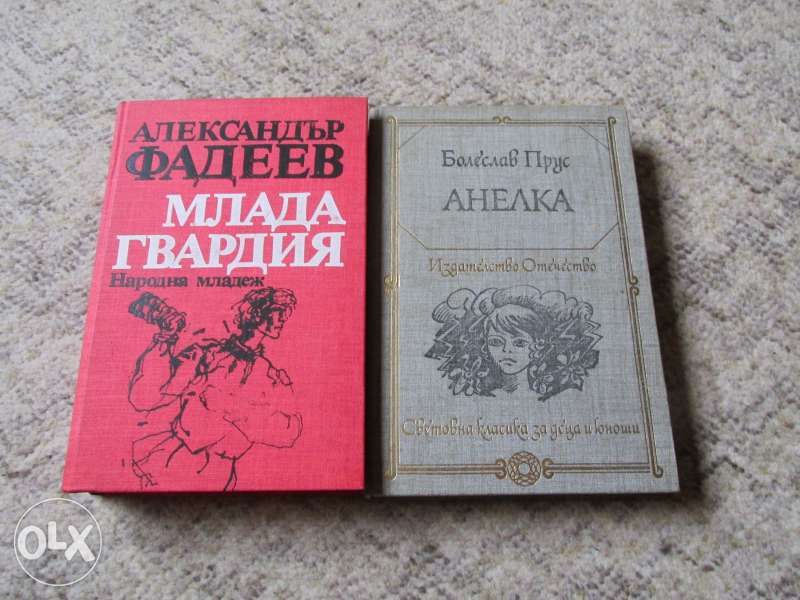 АЛЕКСАНДЪР
ФАДЕЕВ
МЛАДА
ГВАРДИЯ
Народна младеж
Болеслав Прус
АНЕЛКА
Издателство Отечество
Световна класика за деца и юноши
OLX